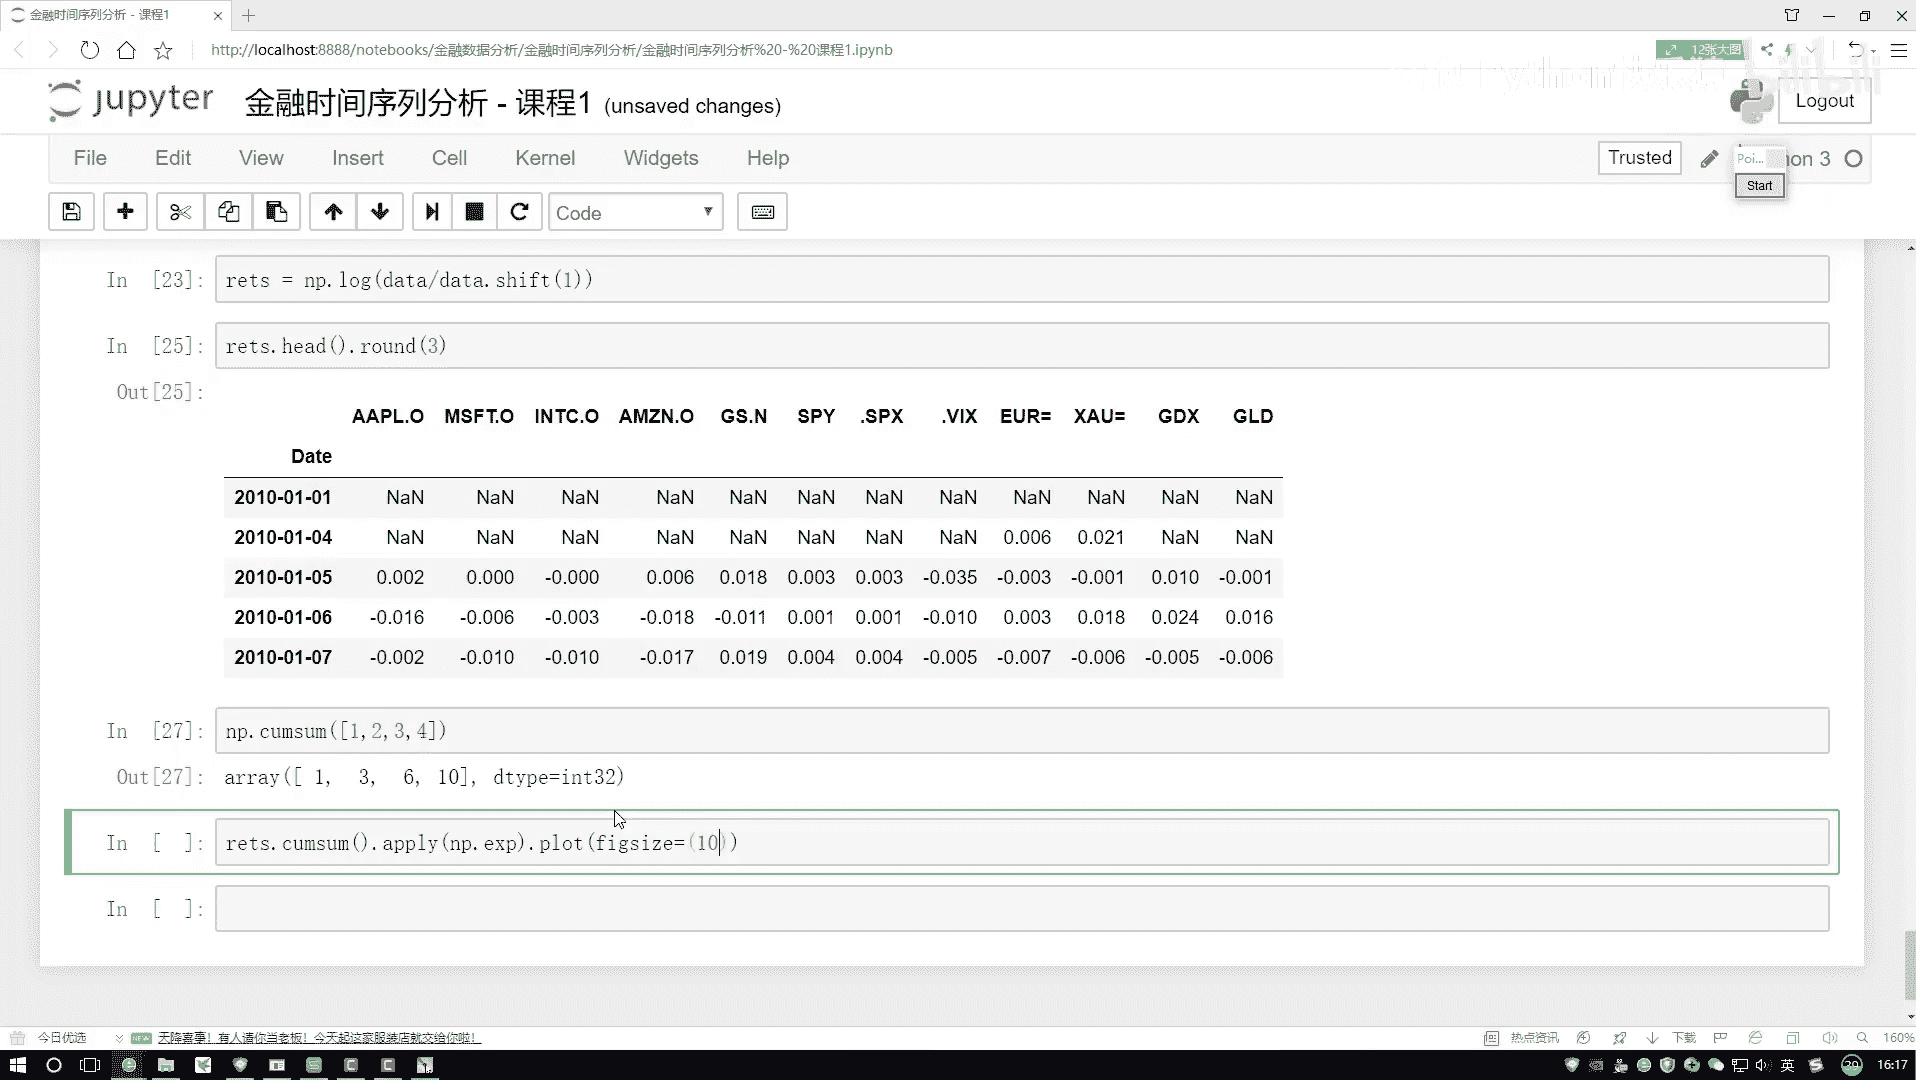 金融时间序列分析 - 课程1
http://localhost:8888/notebooks/金融数据分析/金融时间序列分析/金融时间序列分析%20-%20课程1.ipynb
12张大图
bilibili
jupyter 金融时间序列分析 - 课程1 (unsaved changes)
Logout
File Edit View Insert Cell Kernel Widgets Help
Trusted
Poi...
hon 3
Start
Code
In [23]: rets = np.log(data/data.shift(1))
In [25]: rets.head().round(3)
Out[25]:
AAPL.O MSFT.O INTC.O AMZN.O GS.N SPY .SPX .VIX EUR= XAU= GDX GLD
Date
2010-01-01 NaN NaN NaN NaN NaN NaN NaN NaN NaN NaN NaN NaN
2010-01-04 NaN NaN NaN NaN NaN NaN NaN NaN 0.006 0.021 NaN NaN
2010-01-05 0.002 0.000 -0.000 0.006 0.018 0.003 0.003 -0.035 -0.003 -0.001 0.010 -0.001
2010-01-06 -0.016 -0.006 -0.003 -0.018 -0.011 0.001 0.001 -0.010 0.003 0.018 0.024 0.016
2010-01-07 -0.002 -0.010 -0.010 -0.017 0.019 0.004 0.004 -0.005 -0.007 -0.006 -0.005 -0.006
In [27]: np.cumsum([1,2,3,4])
Out[27]: array([ 1, 3, 6, 10], dtype=int32)
In [ ]: rets.cumsum().apply(np.exp).plot(figsize=(10))
In [ ]:
今日优选
NEW
天降喜事！有人请你当老板！今天起这家服装店就交给你啦！
热点资讯
下载
160%
英
29
16:17